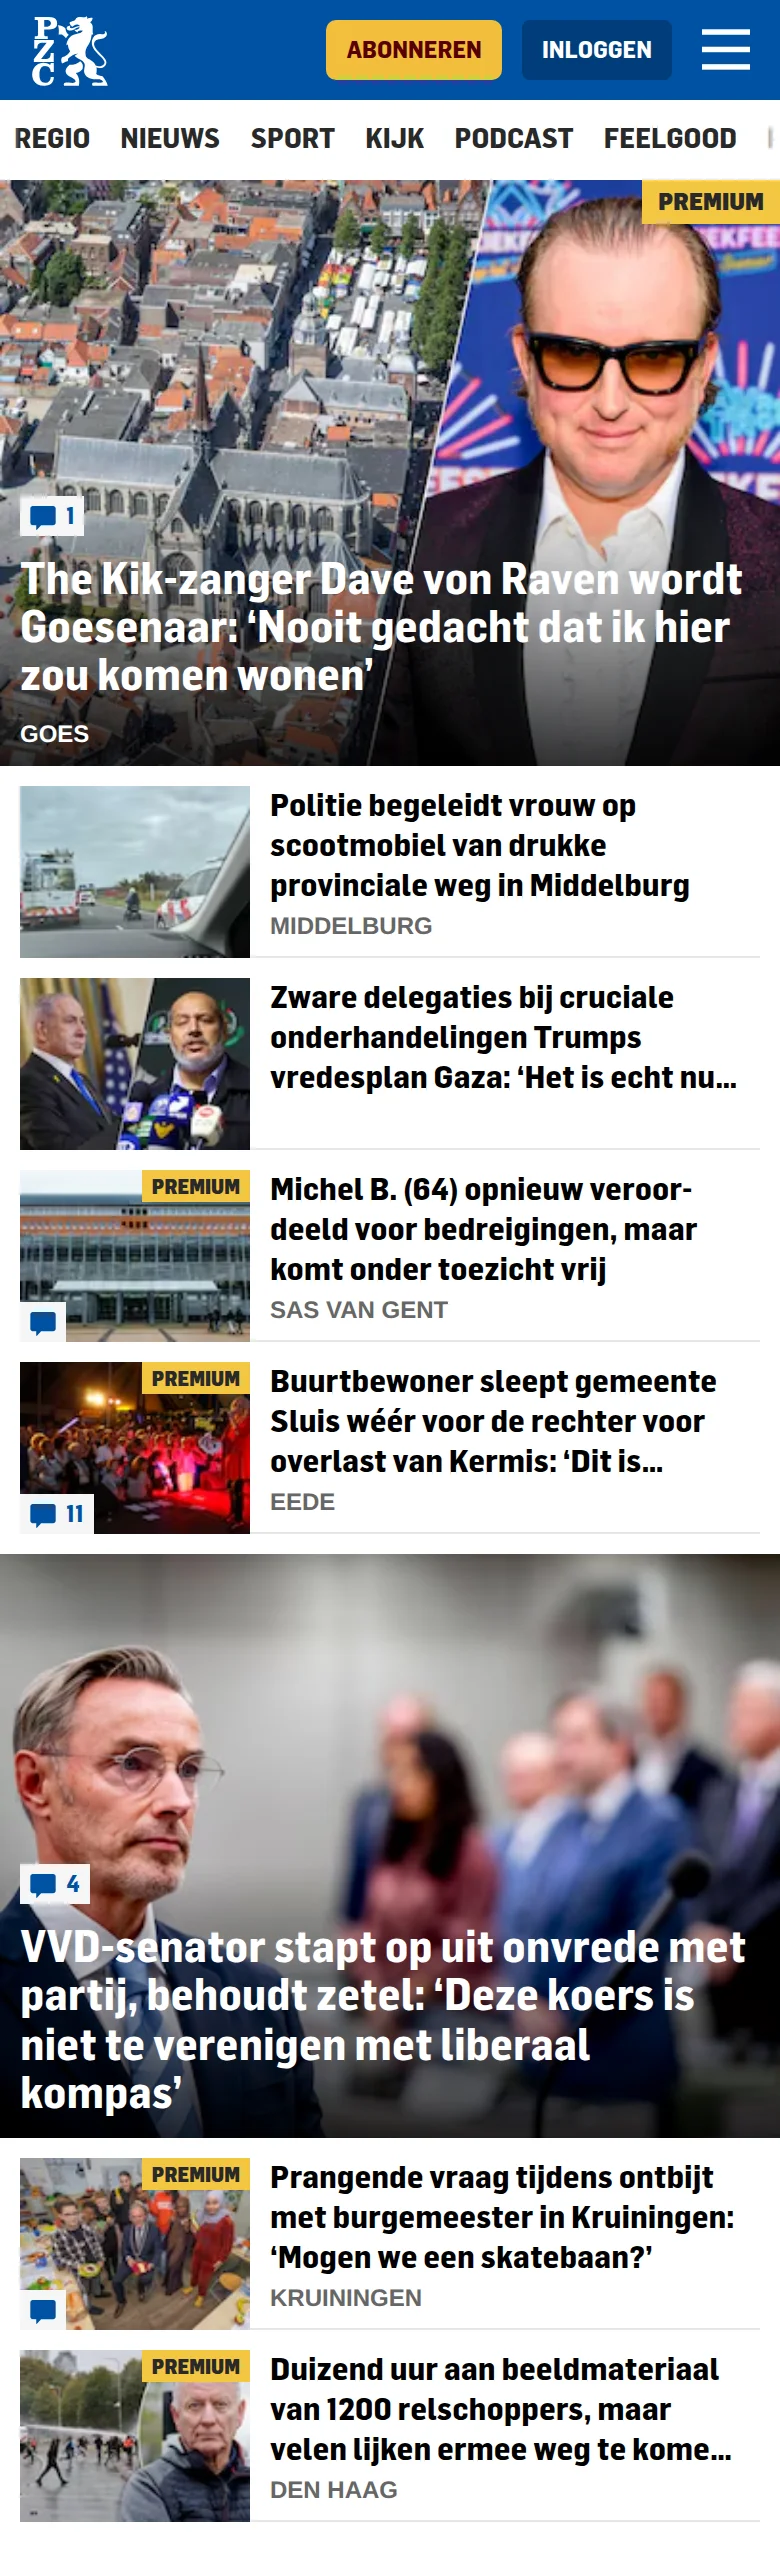 PZC
ABONNEREN
INLOGGEN
REGIO NIEUWS SPORT KIJK PODCAST FEELGOOD
PREMIUM
1
The Kik-zanger Dave von Raven wordt
Goesenaar: ‘Nooit gedacht dat ik hier
zou komen wonen’
GOES
Politie begeleidt vrouw op
scootmobiel van drukke
provinciale weg in Middelburg
MIDDELBURG
Zware delegaties bij cruciale
onderhandelingen Trumps
vredesplan Gaza: ‘Het is echt nu...
PREMIUM
Michel B. (64) opnieuw veroor-
deeld voor bedreigingen, maar
komt onder toezicht vrij
SAS VAN GENT
PREMIUM
11
Buurtbewoner sleept gemeente
Sluis wéér voor de rechter voor
overlast van Kermis: ‘Dit is...
EEDE
4
VVD-senator stapt op uit onvrede met
partij, behoudt zetel: ‘Deze koers is
niet te verenigen met liberaal
kompas’
PREMIUM
Prangende vraag tijdens ontbijt
met burgemeester in Kruiningen:
‘Mogen we een skatebaan?’
KRUININGEN
PREMIUM
Duizend uur aan beeldmateriaal
van 1200 relschoppers, maar
velen lijken ermee weg te kome...
DEN HAAG